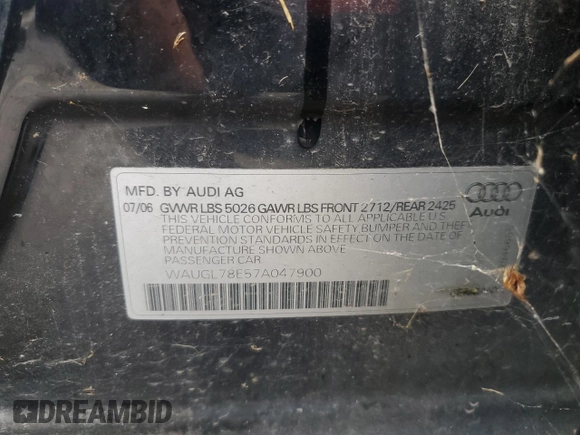 MFD. BY AUDI AG
07/06 GVWR LBS 5026 GAWR LBS FRONT 2712/REAR 2425
THIS VEHICLE CONFORMS TO ALL APPLICABLE U.S.
FEDERAL MOTOR VEHICLE SAFETY BUMPER AND THEFT
PREVENTION STANDARDS IN EFFECT ON THE DATE OF
MANUFACTURE SHOWN ABOVE.
PASSENGER CAR.
WAUGL78E57A047900
Audi
DREAMBID